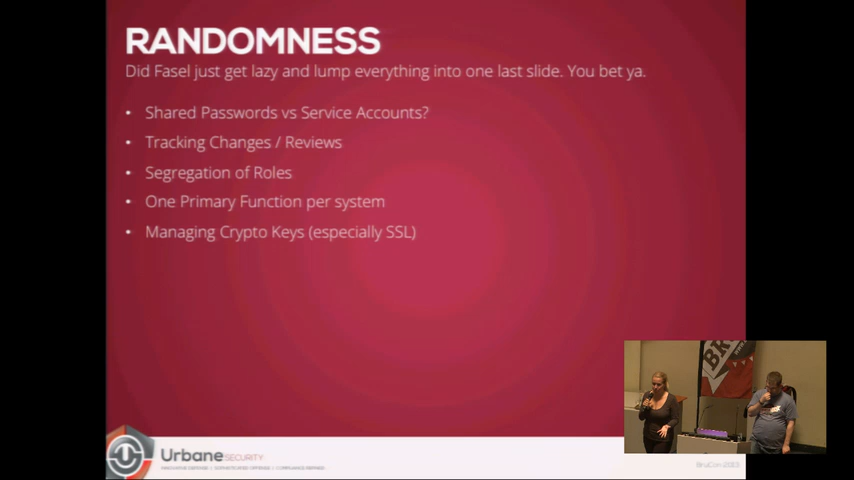 RANDOMNESS
Did Fasel just get lazy and lump everything into one last slide. You bet ya.
• Shared Passwords vs Service Accounts?
• Tracking Changes / Reviews
• Segregation of Roles
• One Primary Function per system
• Managing Crypto Keys (especially SSL)
BR
Urbane SECURITY